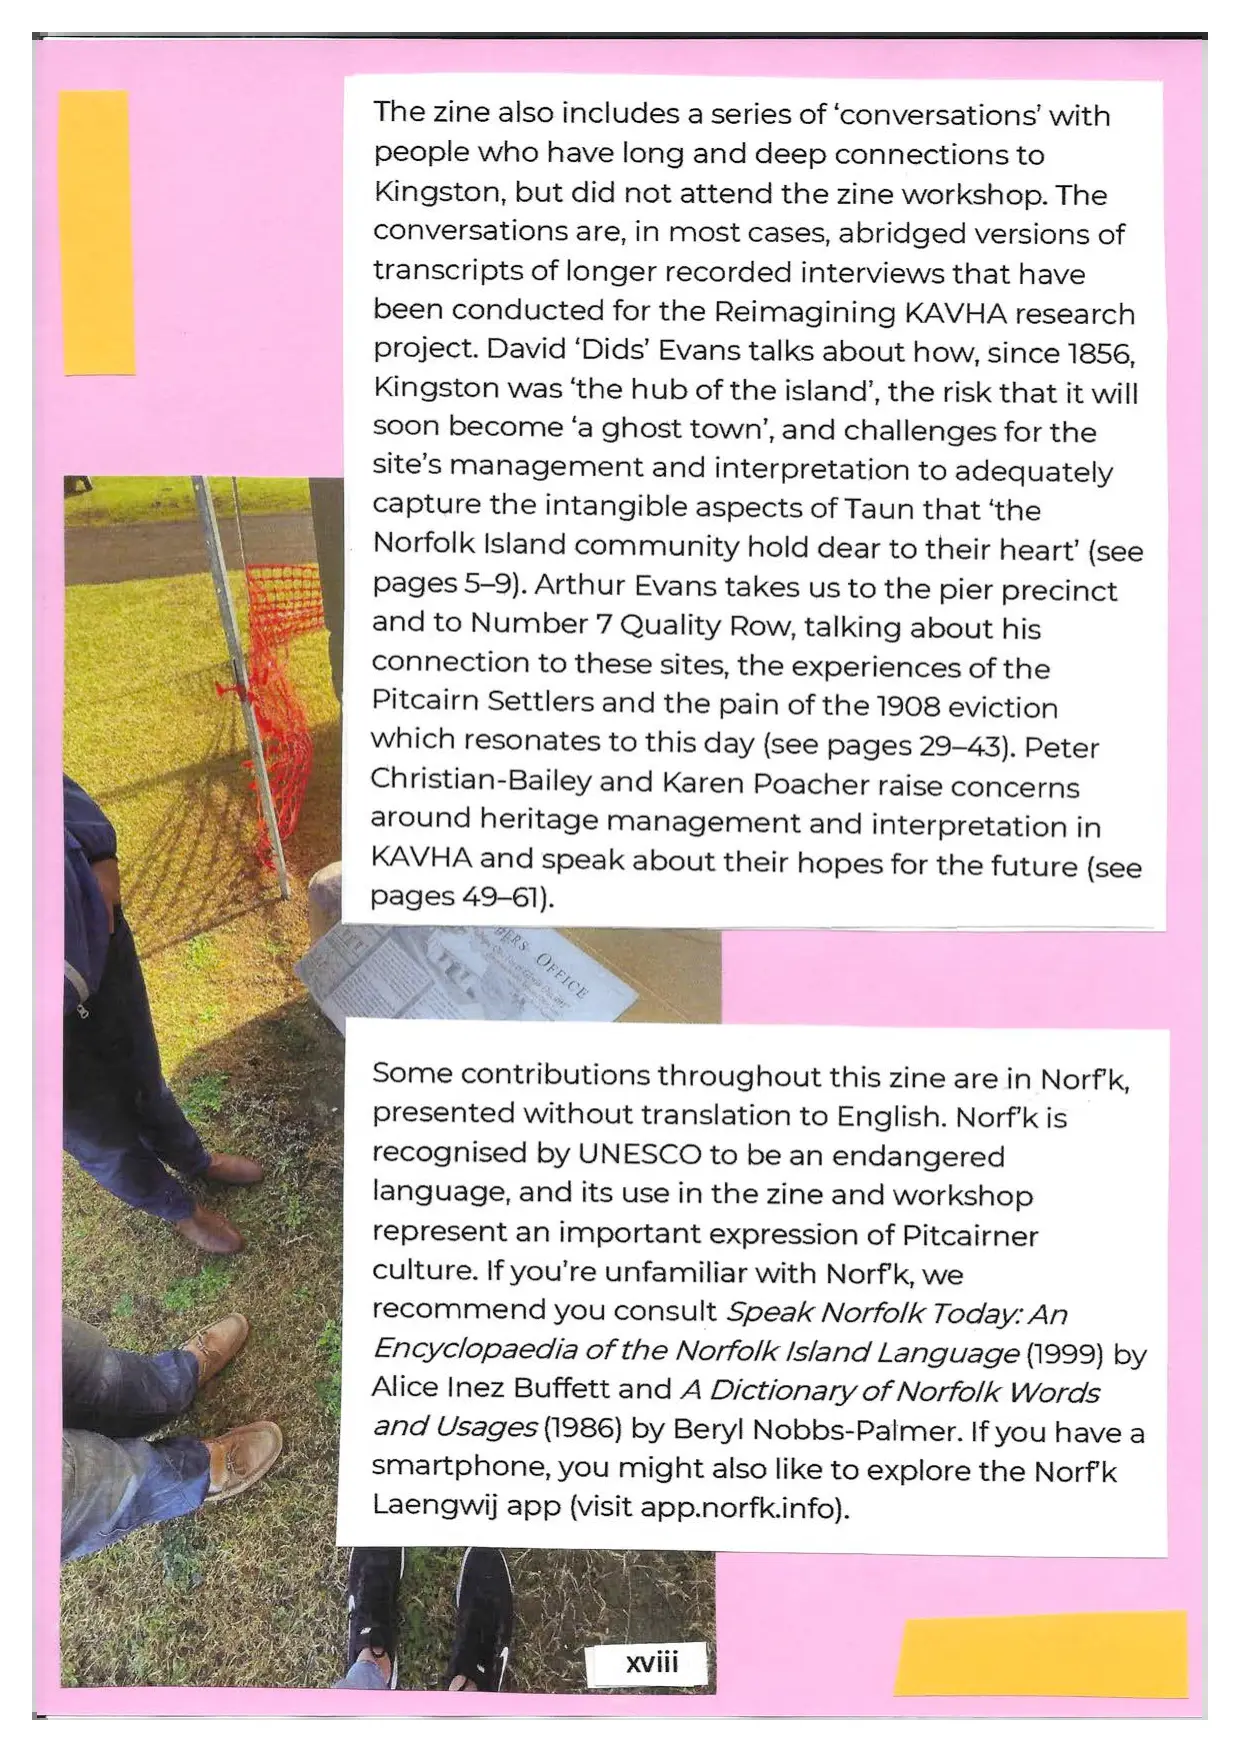 The zine also includes a series of ‘conversations’ with
people who have long and deep connections to
Kingston, but did not attend the zine workshop. The
conversations are, in most cases, abridged versions of
transcripts of longer recorded interviews that have
been conducted for the Reimagining KAVHA research
project. David ‘Dids’ Evans talks about how, since 1856,
Kingston was ‘the hub of the island’, the risk that it will
soon become ‘a ghost town’, and challenges for the
site’s management and interpretation to adequately
capture the intangible aspects of Taun that ‘the
Norfolk Island community hold dear to their heart’ (see
pages 5–9). Arthur Evans takes us to the pier precinct
and to Number 7 Quality Row, talking about his
connection to these sites, the experiences of the
Pitcairn Settlers and the pain of the 1908 eviction
which resonates to this day (see pages 29–43). Peter
Christian-Bailey and Karen Poacher raise concerns
around heritage management and interpretation in
KAVHA and speak about their hopes for the future (see
pages 49–61).
OFFICE
Some contributions throughout this zine are in Norf’k,
presented without translation to English. Norf’k is
recognised by UNESCO to be an endangered
language, and its use in the zine and workshop
represent an important expression of Pitcairner
culture. If you’re unfamiliar with Norf’k, we
recommend you consult Speak Norfolk Today: An
Encyclopaedia of the Norfolk Island Language (1999) by
Alice Inez Buffett and A Dictionary of Norfolk Words
and Usages (1986) by Beryl Nobbs-Palmer. If you have a
smartphone, you might also like to explore the Norf’k
Laengwij app (visit app.norfk.info).
xviii